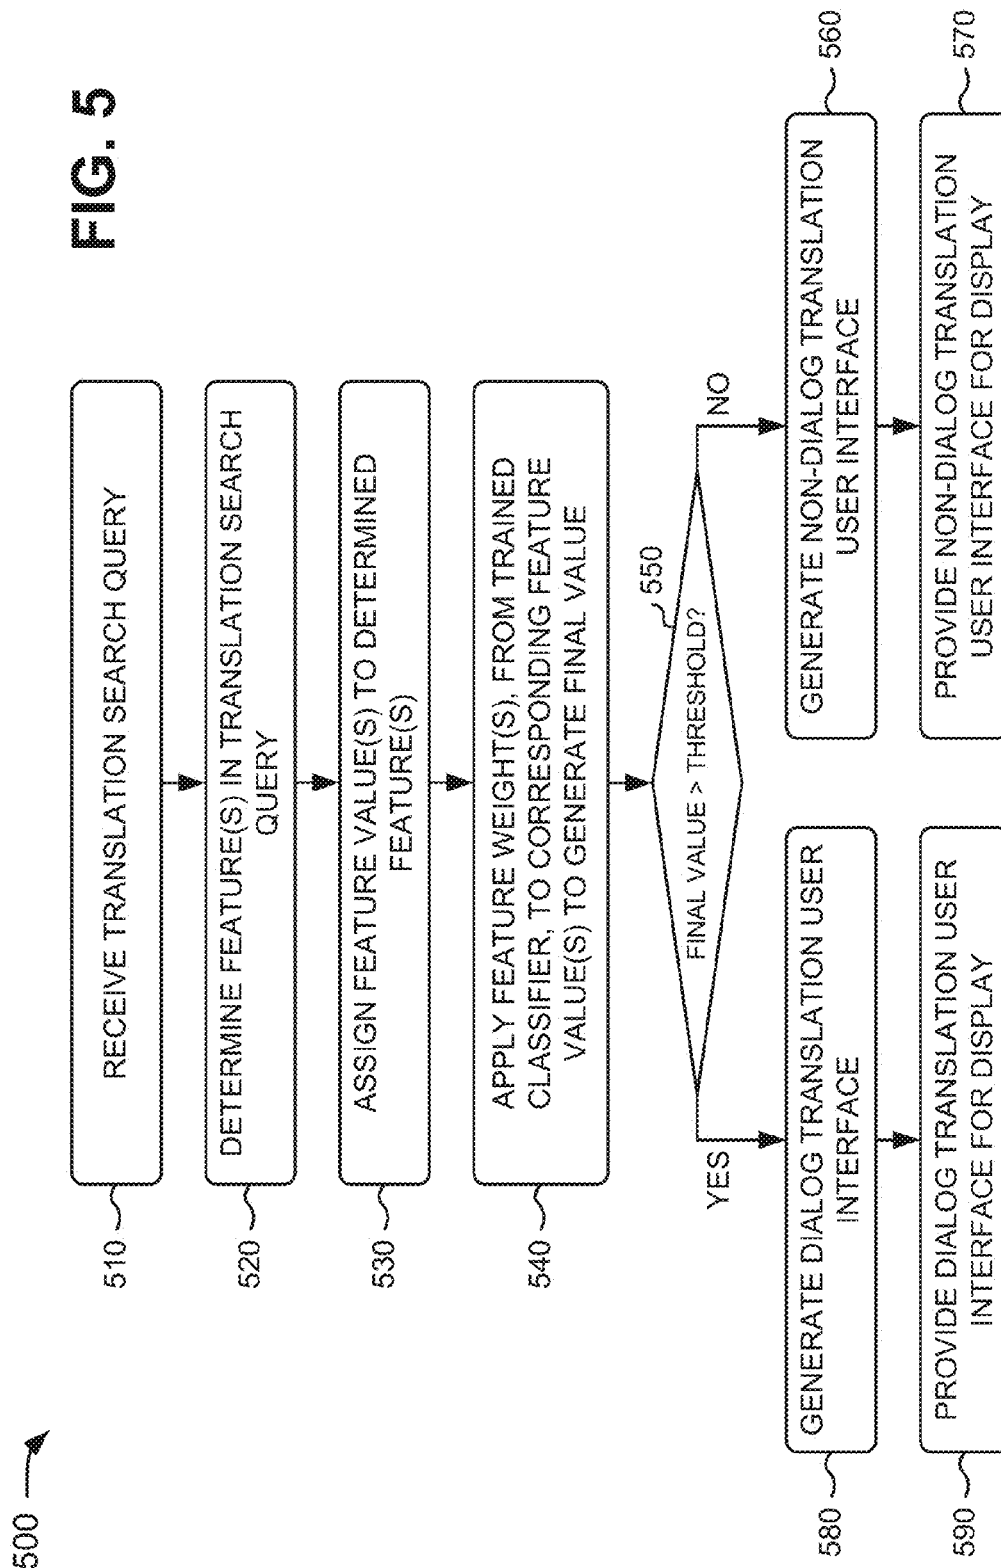 500
FIG. 5
510
RECEIVE TRANSLATION SEARCH QUERY
520
DETERMINE FEATURE(S) IN TRANSLATION SEARCH
QUERY
530
ASSIGN FEATURE VALUE(S) TO DETERMINED
FEATURE(S)
540
APPLY FEATURE WEIGHT(S), FROM TRAINED
CLASSIFIER, TO CORRESPONDING FEATURE
VALUE(S) TO GENERATE FINAL VALUE
550
FINAL VALUE > THRESHOLD?
YES
NO
580
GENERATE DIALOG TRANSLATION USER
INTERFACE
560
GENERATE NON-DIALOG TRANSLATION
USER INTERFACE
590
PROVIDE DIALOG TRANSLATION USER
INTERFACE FOR DISPLAY
570
PROVIDE NON-DIALOG TRANSLATION
USER INTERFACE FOR DISPLAY